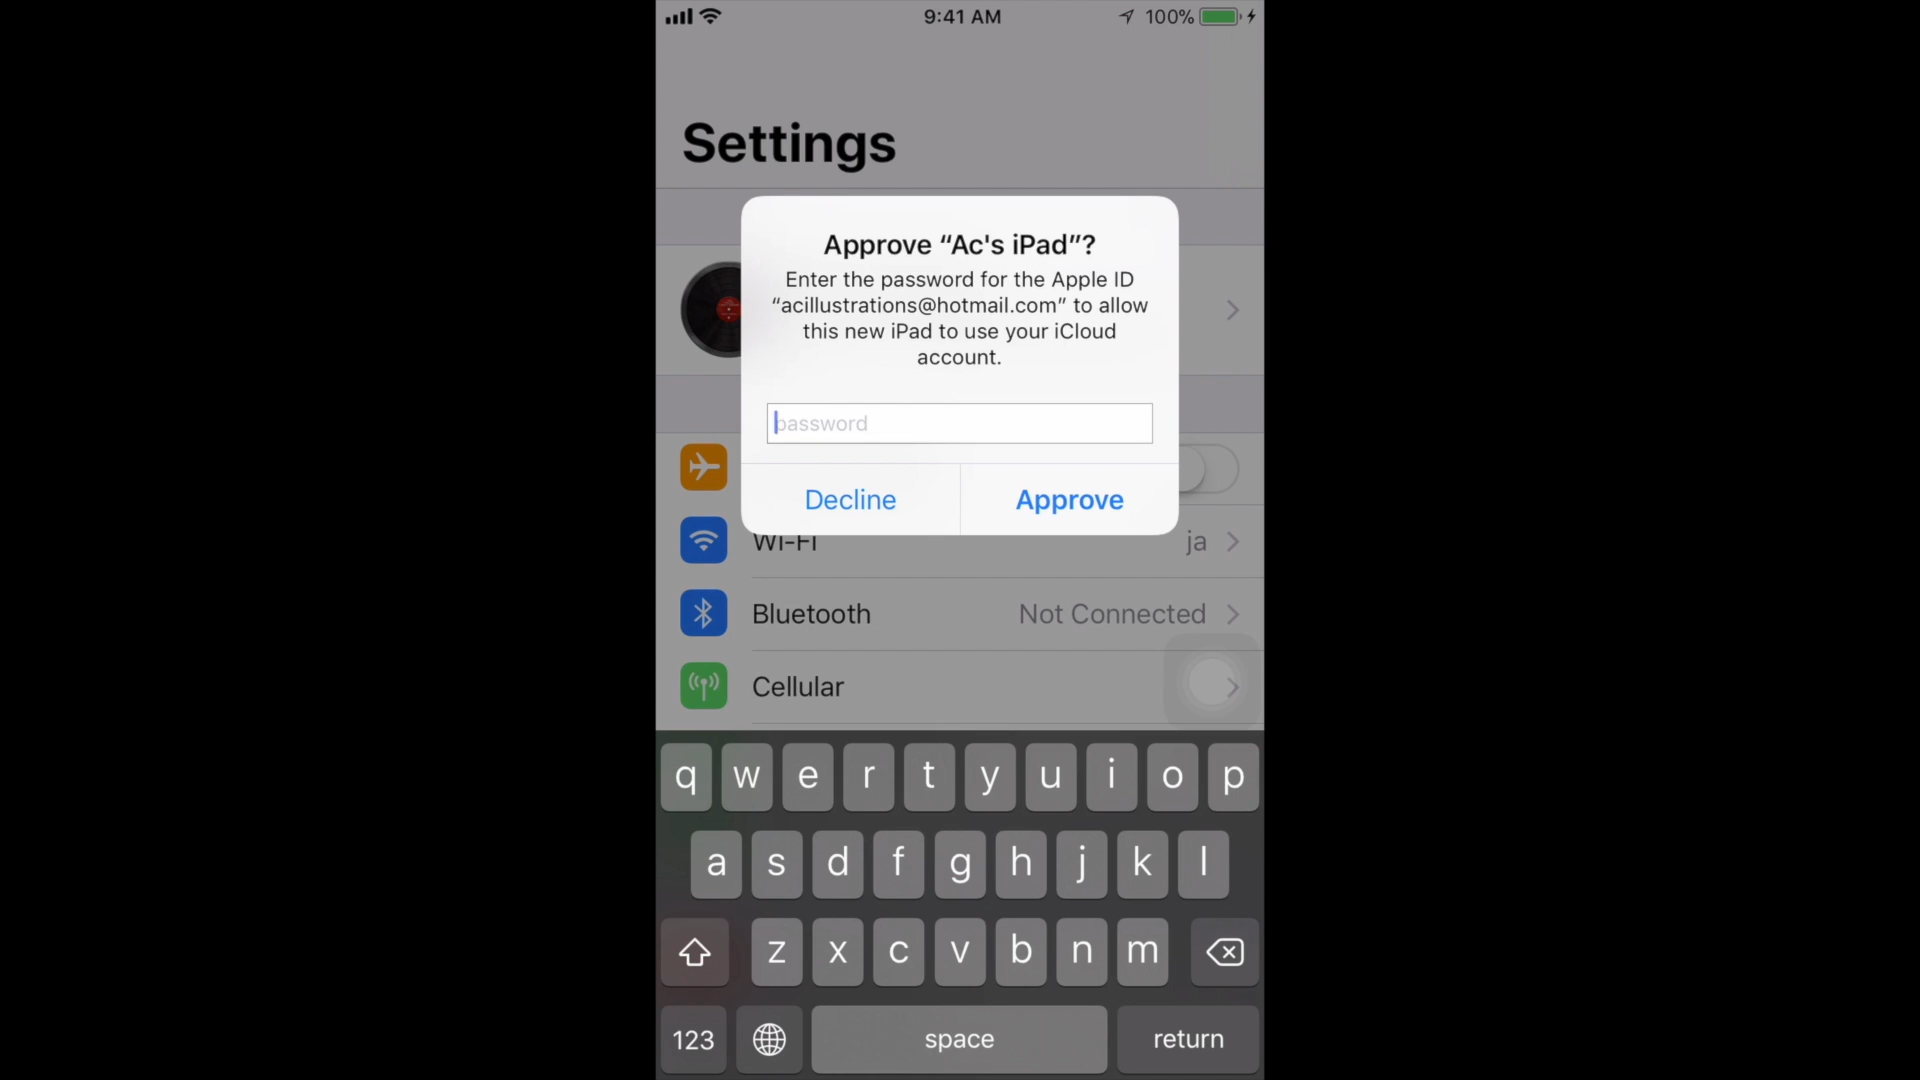 9:41 AM
100%
Settings
Approve “Ac's iPad”?
Enter the password for the Apple ID
“acillustrations@hotmail.com” to allow
this new iPad to use your iCloud
account.
password
Decline Approve
Wi-Fi ja
Bluetooth Not Connected
Cellular
q w e r t y u i o p
a s d f g h j k l
z x c v b n m
123 space return